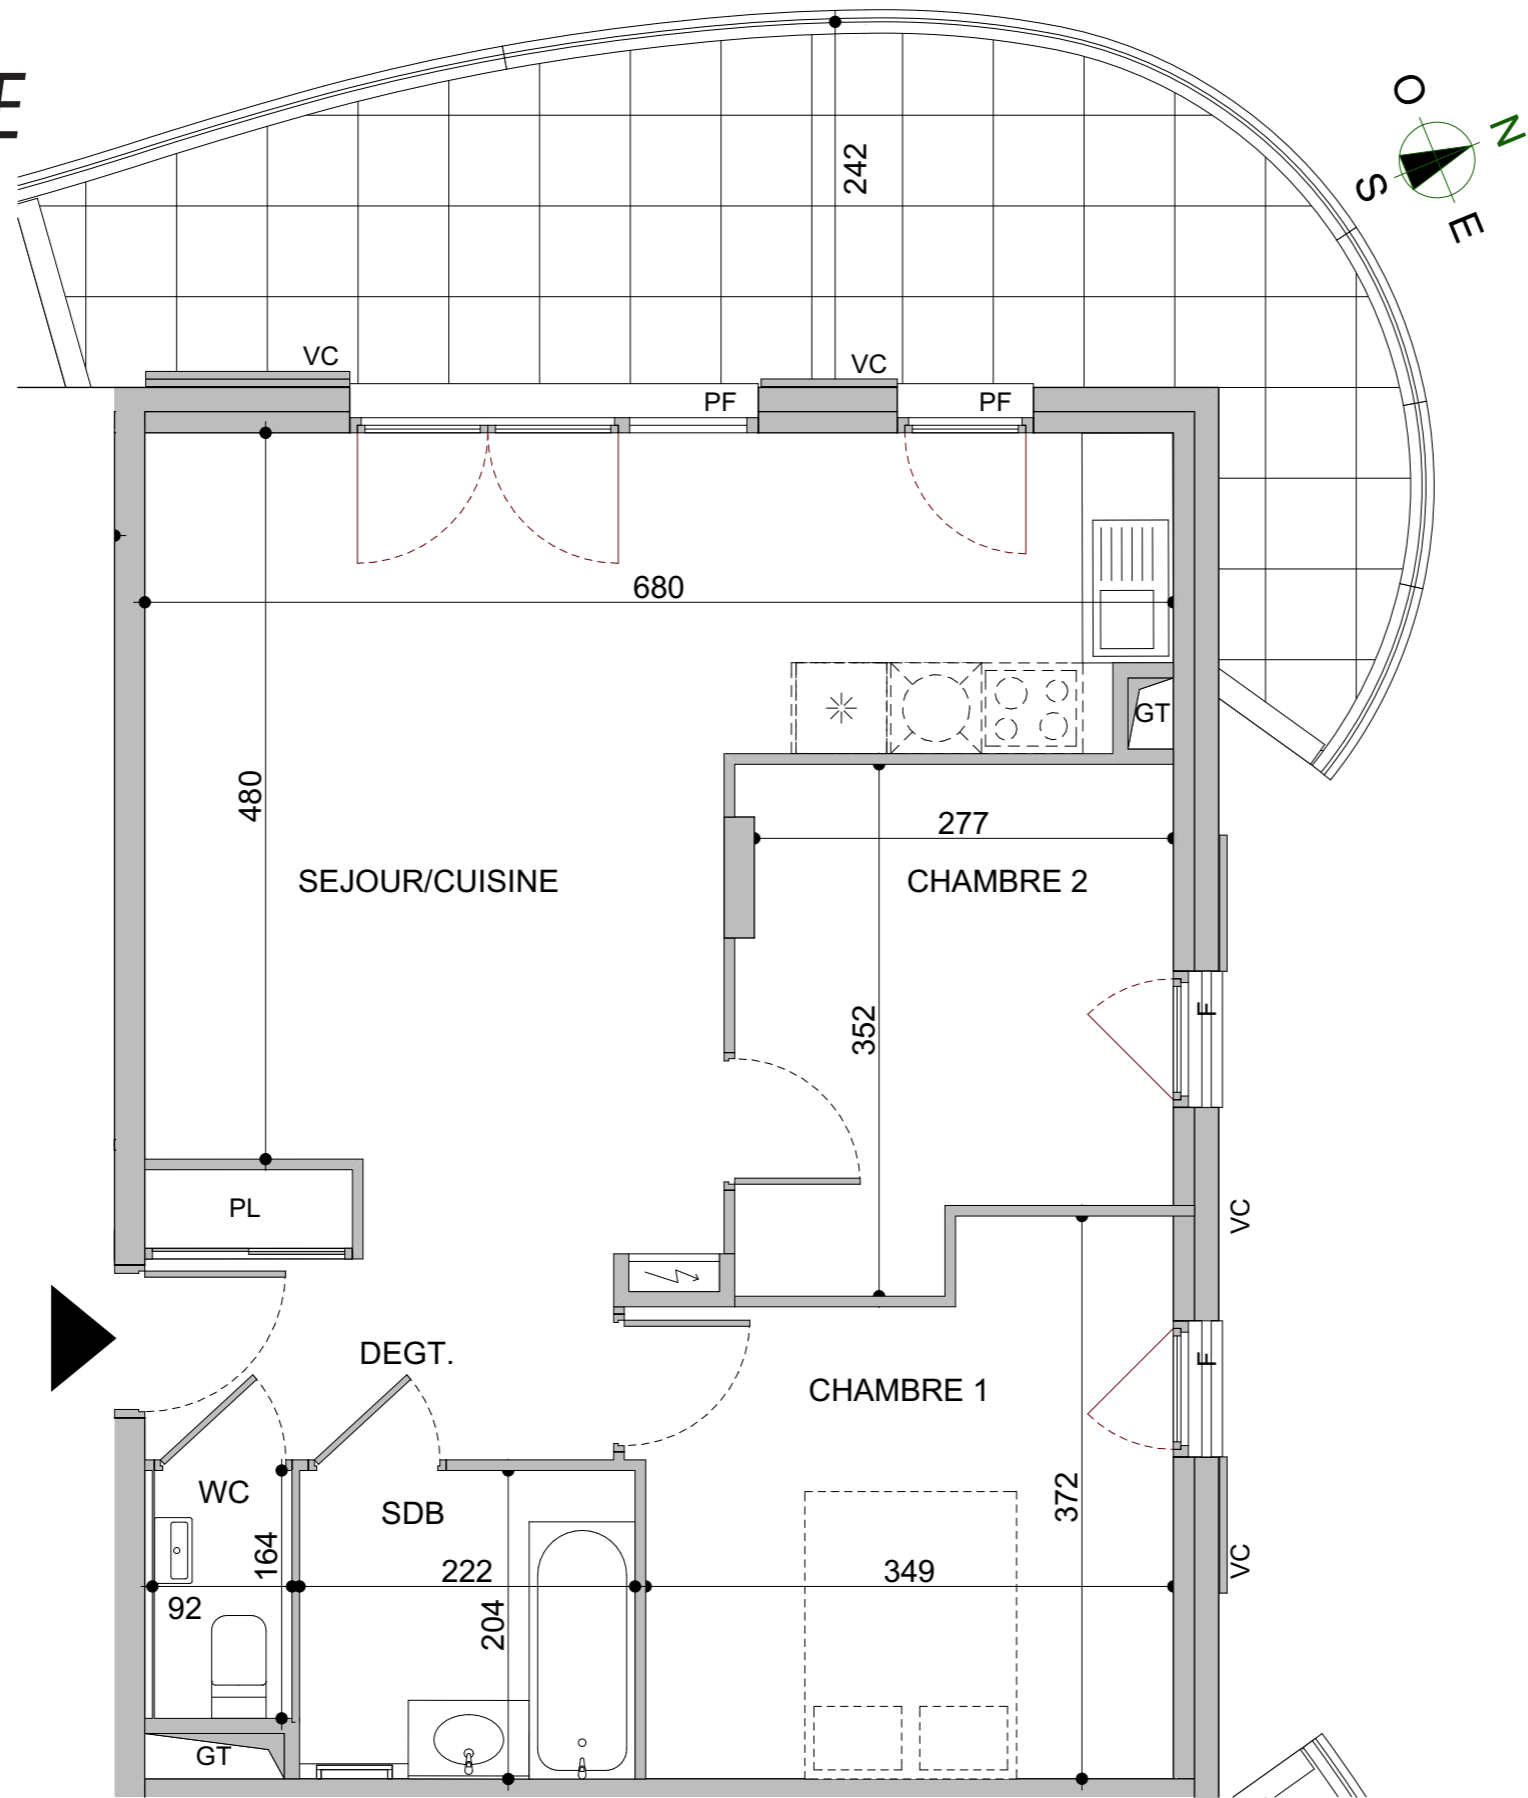 E
O
N
S
E
242
VC
VC
PF
PF
680
480
GT
277
SEJOUR/CUISINE
CHAMBRE 2
352
F
PL
VC
DEGT.
F
CHAMBRE 1
WC
SDB
372
164
222
349
VC
92
204
GT